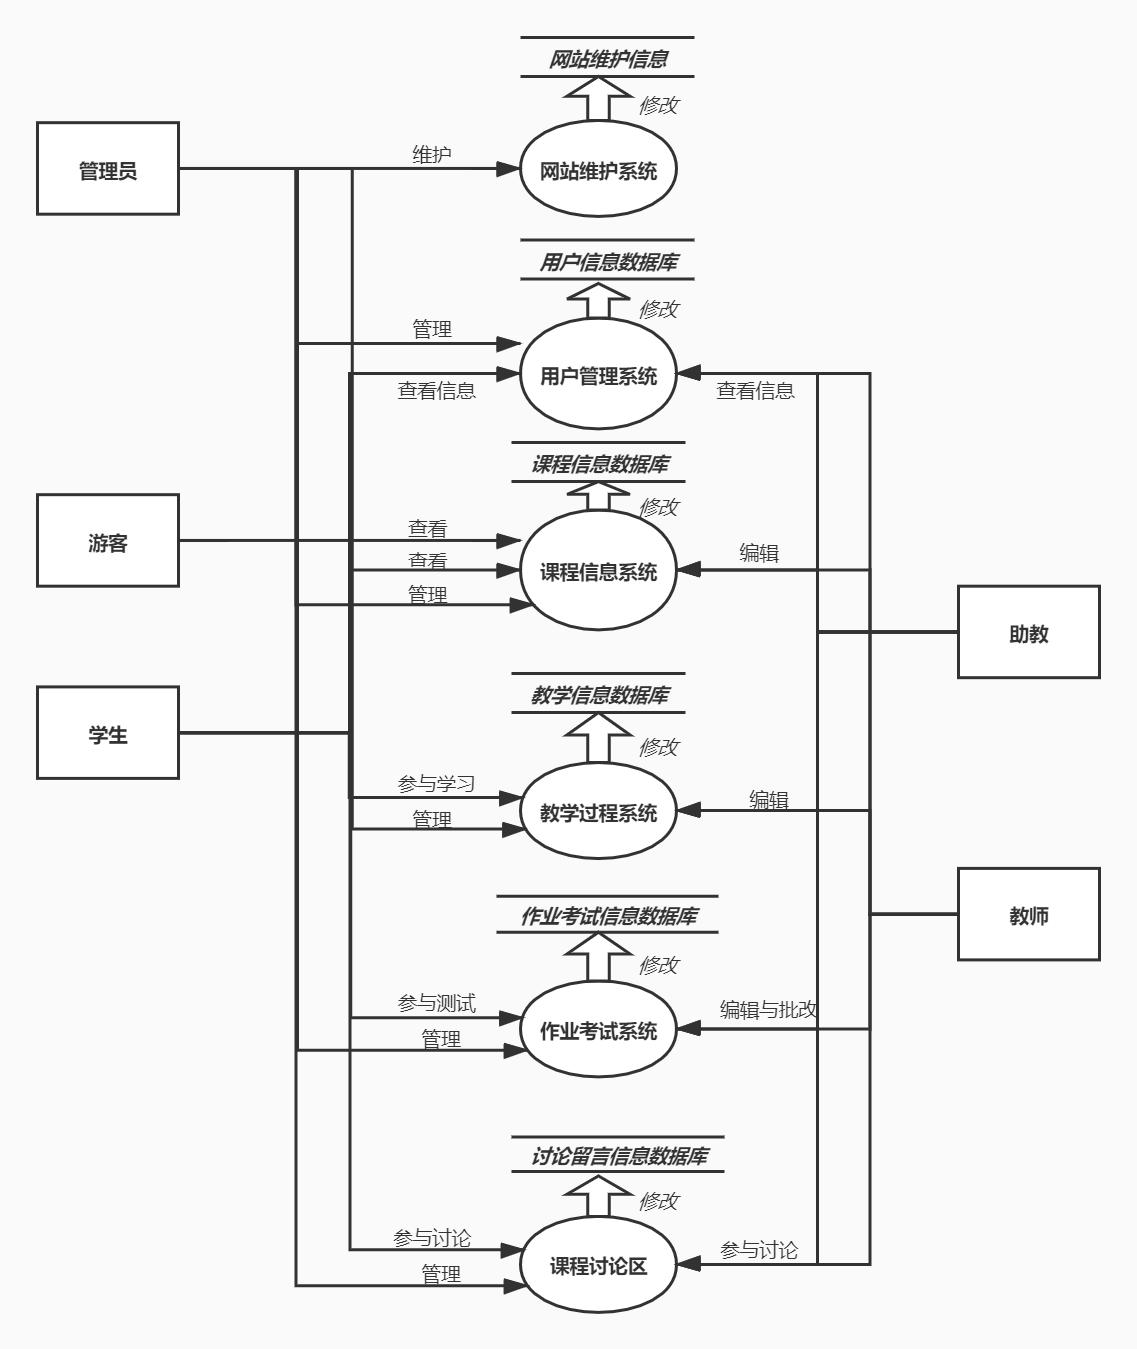 网站维护信息
修改
维护
管理员
网站维护系统
用户信息数据库
修改
管理
用户管理系统
查看信息
查看信息
课程信息数据库
修改
查看
游客
编辑
查看
课程信息系统
管理
助教
教学信息数据库
学生
修改
参与学习
编辑
教学过程系统
管理
作业考试信息数据库
教师
修改
参与测试
编辑与批改
作业考试系统
管理
讨论留言信息数据库
修改
参与讨论
参与讨论
课程讨论区
管理